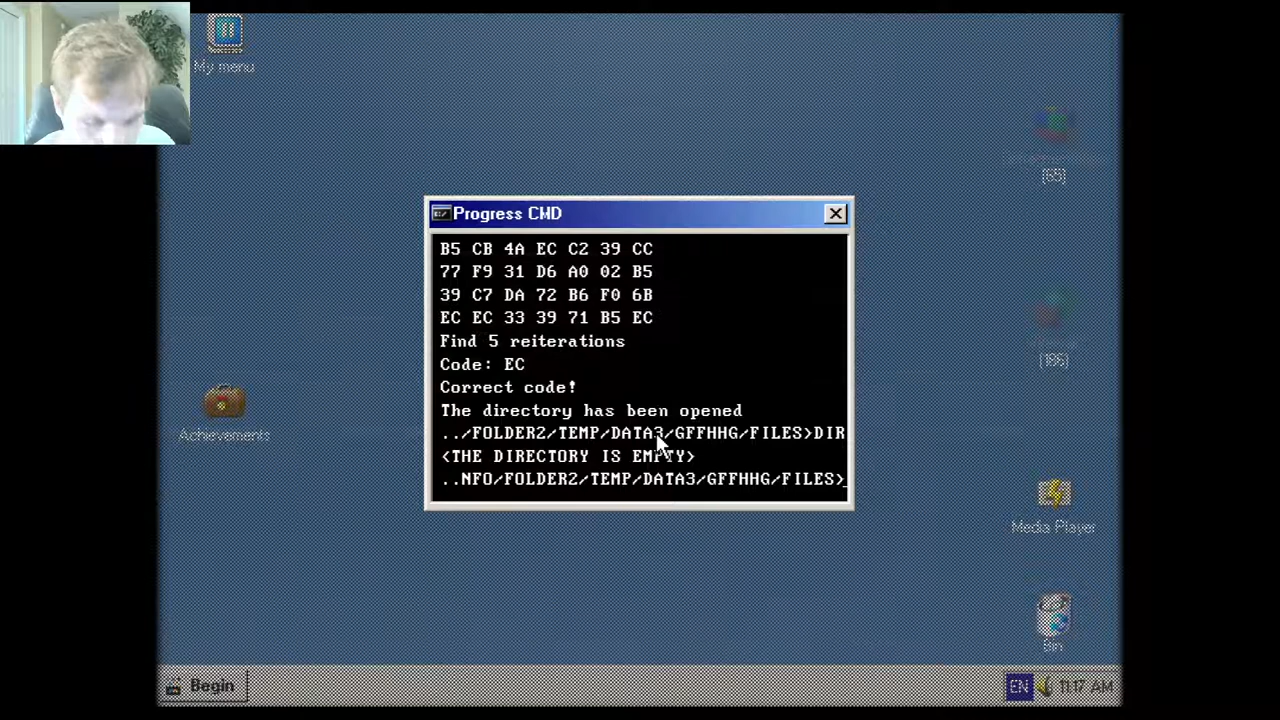 My menu
(65)
Progress CMD
B5 CB 4A EC C2 39 CC
77 F9 31 D6 A0 02 B5
39 C7 DA 72 B6 F0 6B
EC EC 33 39 71 B5 EC
Find 5 reiterations
Code: EC
Correct code!
The directory has been opened
../FOLDER2/TEMP/DATA3/GFFHHG/FILES>DIR
<THE DIRECTORY IS EMPTY>
..NFO/FOLDER2/TEMP/DATA3/GFFHHG/FILES>_
(186)
Achievements
Media Player
Bin
Begin
EN
11:17 AM